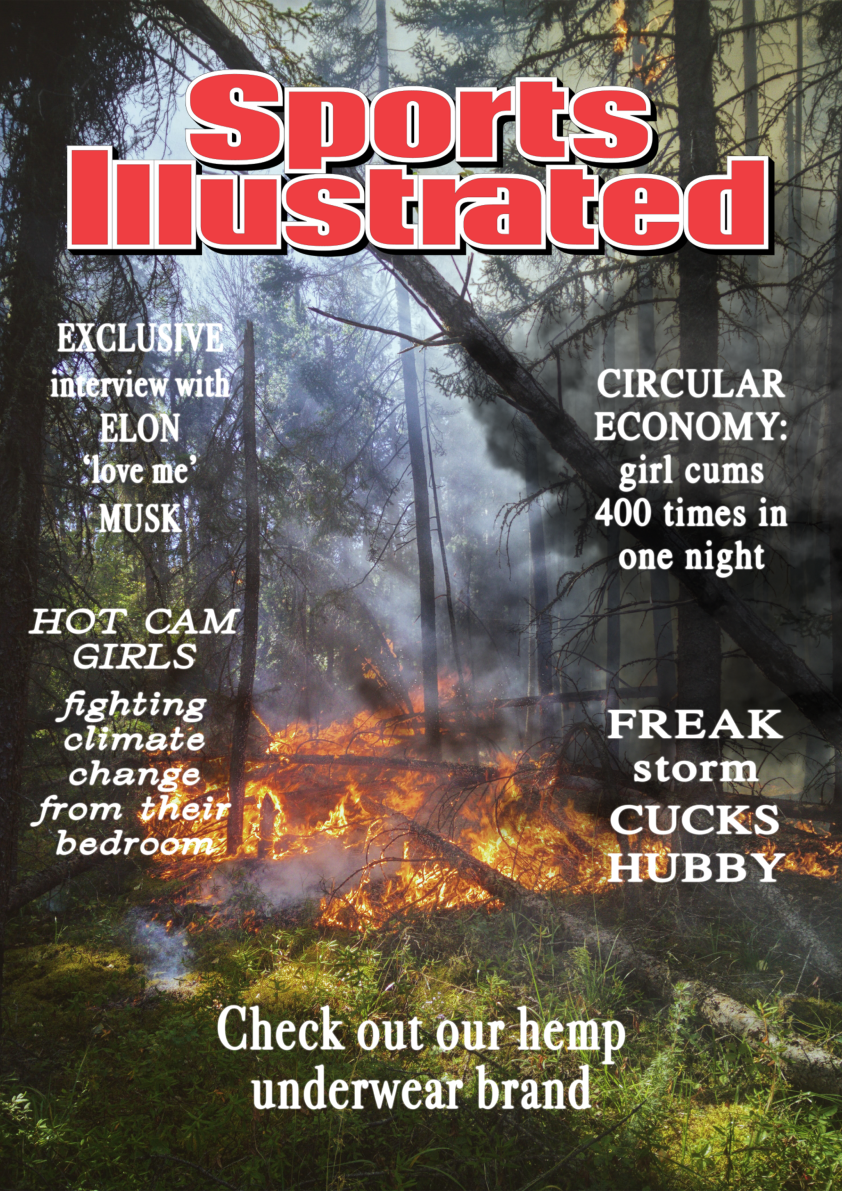 Sports
Illustrated
EXCLUSIVE
interview with
ELON
‘love me’
MUSK
HOT CAM
GIRLS
fighting
climate
change
from their
bedroom
CIRCULAR
ECONOMY:
girl cums
400 times in
one night
FREAK
storm
CUCKS
HUBBY
Check out our hemp
underwear brand